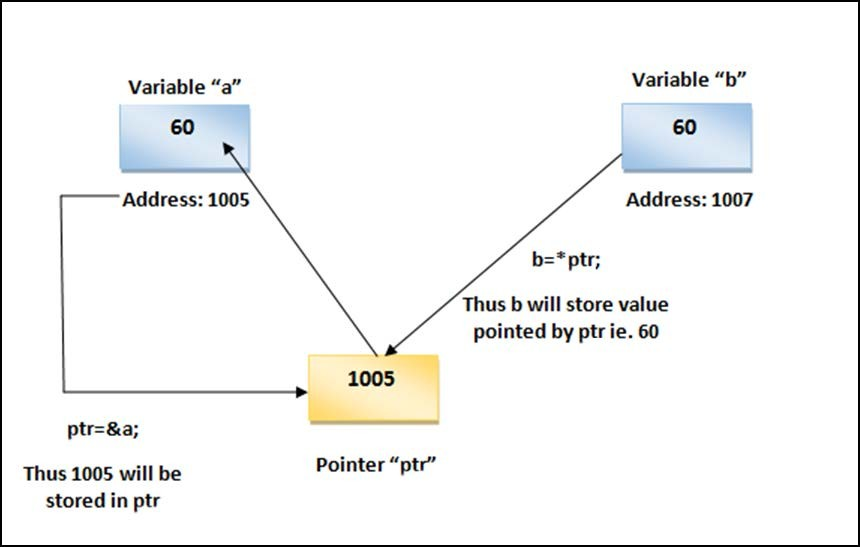 Variable “a”
60
Address: 1005
Variable “b”
60
Address: 1007
b=*ptr;
Thus b will store value
pointed by ptr ie. 60
1005
Pointer “ptr”
ptr=&a;
Thus 1005 will be
stored in ptr